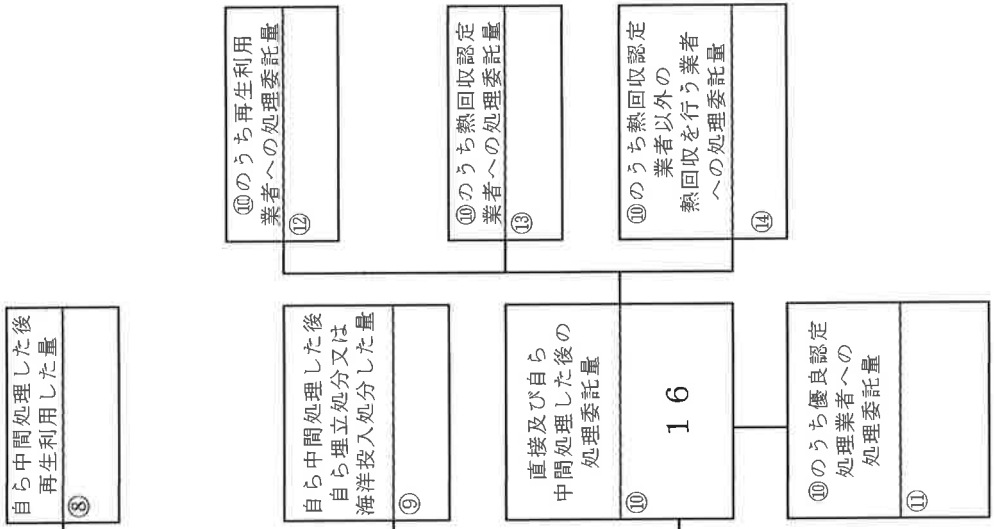 自ら中間処理した後
再生利用した量
⑧
自ら中間処理した後
自ら埋立処分又は
海洋投入処分した量
⑨
直接及び自ら
中間処理した後の
処理委託量
⑩
16
⑩のうち優良認定
処理業者への
処理委託量
⑪
⑩のうち再生利用
業者への処理委託量
⑫
⑩のうち熱回収認定
業者への処理委託量
⑬
⑩のうち熱回収認定
業者以外の
熱回収を行う業者
への処理委託量
⑭